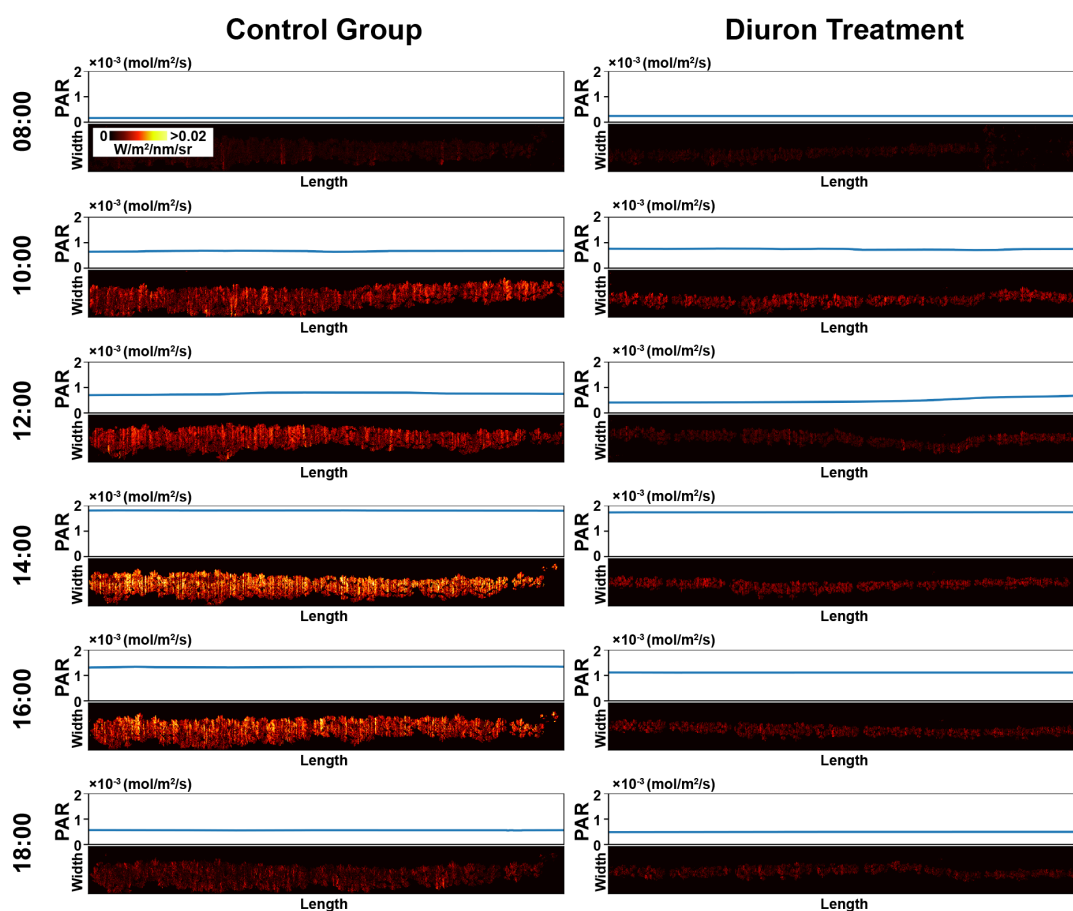 Control Group
Diuron Treatment
08:00
×10⁻³ (mol/m²/s)
PAR
2
1
0
Width
0 >0.02
W/m²/nm/sr
Length
×10⁻³ (mol/m²/s)
PAR
2
1
0
Width
Length
10:00
×10⁻³ (mol/m²/s)
PAR
2
1
0
Width
Length
×10⁻³ (mol/m²/s)
PAR
2
1
0
Width
Length
12:00
×10⁻³ (mol/m²/s)
PAR
2
1
0
Width
Length
×10⁻³ (mol/m²/s)
PAR
2
1
0
Width
Length
14:00
×10⁻³ (mol/m²/s)
PAR
2
1
0
Width
Length
×10⁻³ (mol/m²/s)
PAR
2
1
0
Width
Length
16:00
×10⁻³ (mol/m²/s)
PAR
2
1
0
Width
Length
×10⁻³ (mol/m²/s)
PAR
2
1
0
Width
Length
18:00
×10⁻³ (mol/m²/s)
PAR
2
1
0
Width
Length
×10⁻³ (mol/m²/s)
PAR
2
1
0
Width
Length